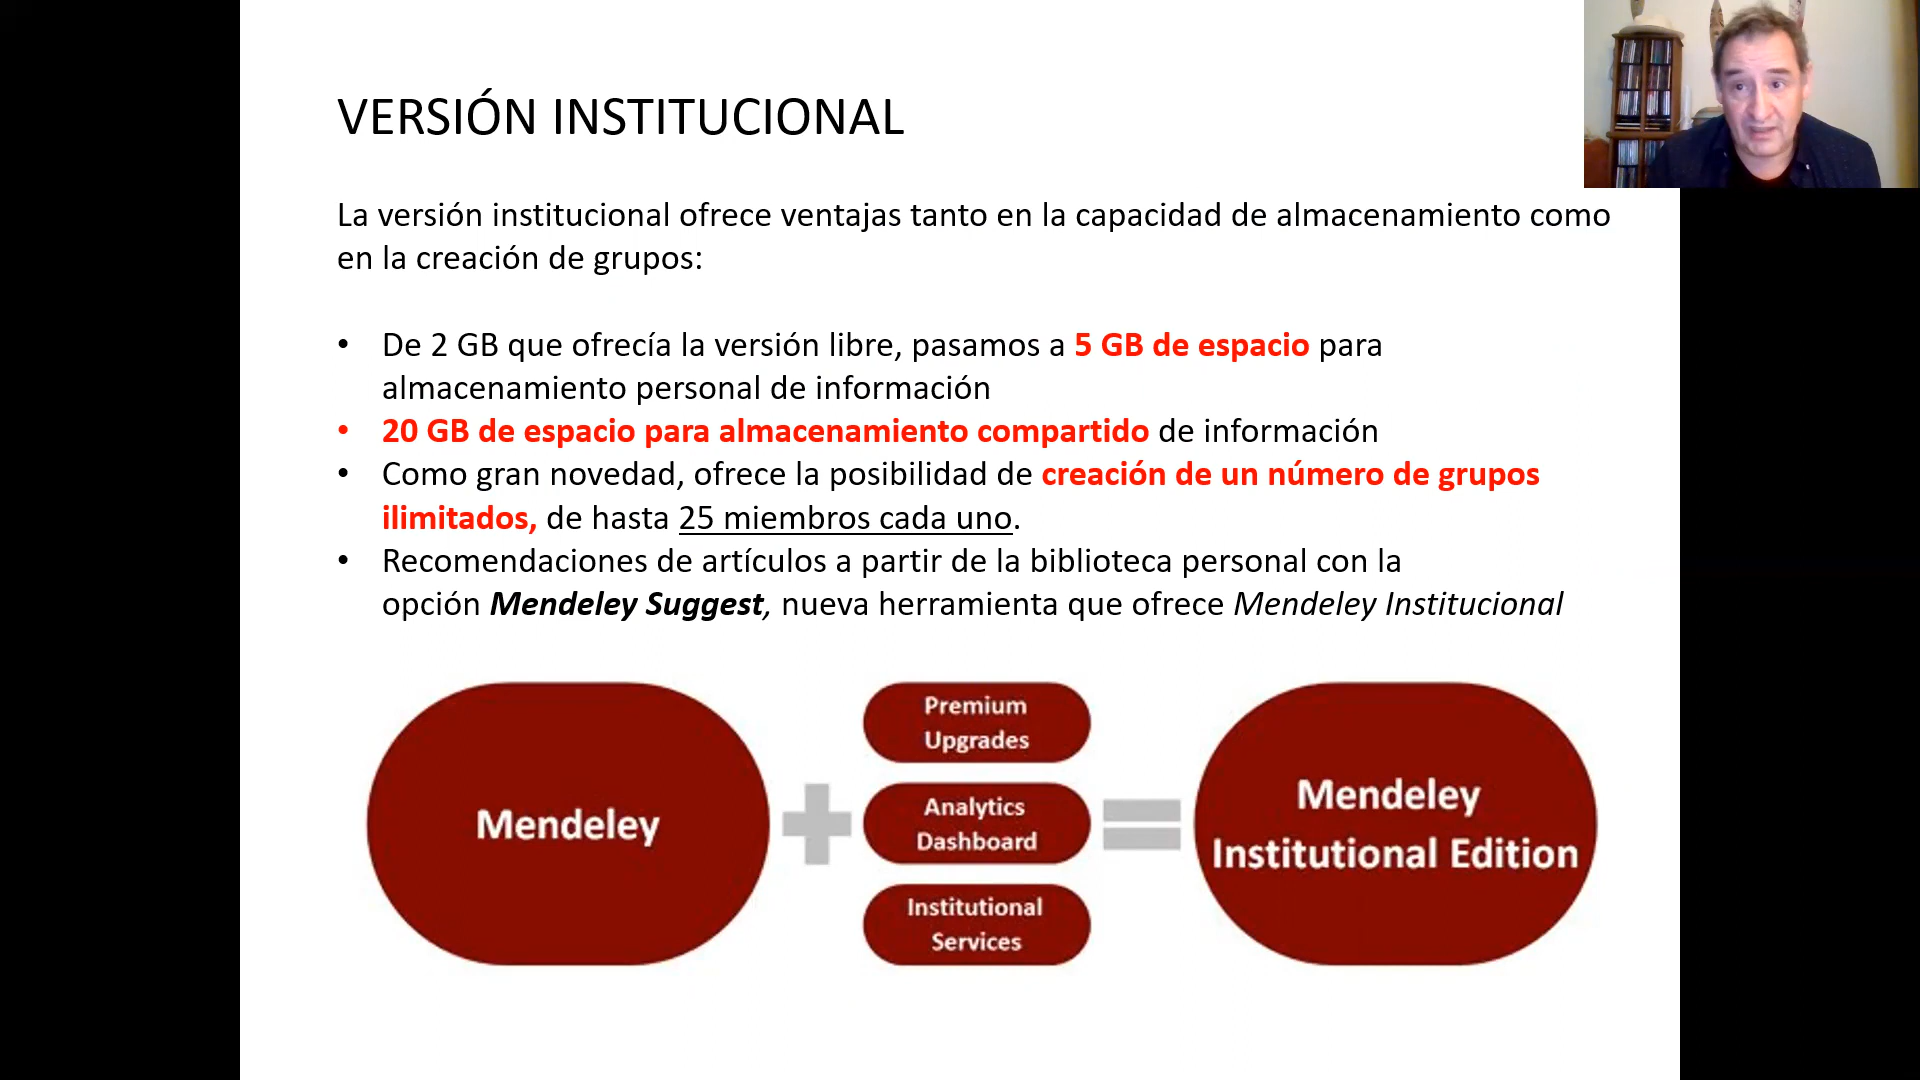 VERSIÓN INSTITUCIONAL
La versión institucional ofrece ventajas tanto en la capacidad de almacenamiento como
en la creación de grupos:
• De 2 GB que ofrecía la versión libre, pasamos a 5 GB de espacio para
almacenamiento personal de información
• 20 GB de espacio para almacenamiento compartido de información
• Como gran novedad, ofrece la posibilidad de creación de un número de grupos
ilimitados, de hasta 25 miembros cada uno.
• Recomendaciones de artículos a partir de la biblioteca personal con la
opción Mendeley Suggest, nueva herramienta que ofrece Mendeley Institucional
Mendeley
Premium
Upgrades
Analytics
Dashboard
Institutional
Services
Mendeley
Institutional Edition